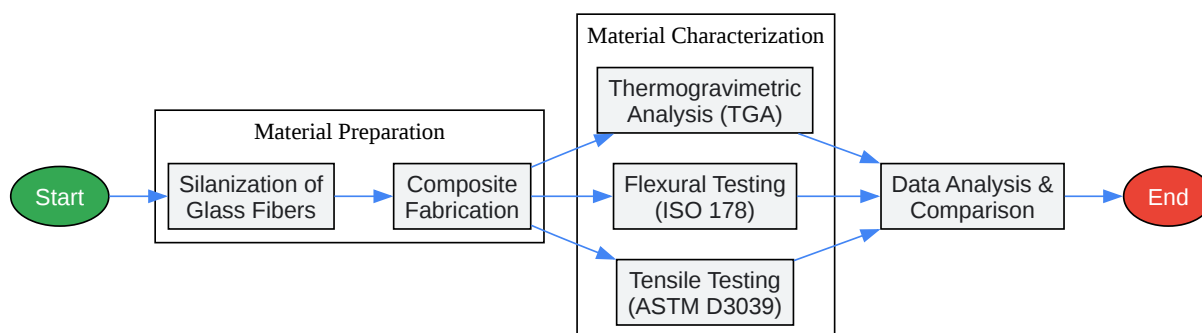 Start
Material Preparation
Silanization of
Glass Fibers
Composite
Fabrication
Material Characterization
Thermogravimetric
Analysis (TGA)
Flexural Testing
(ISO 178)
Tensile Testing
(ASTM D3039)
Data Analysis &
Comparison
End